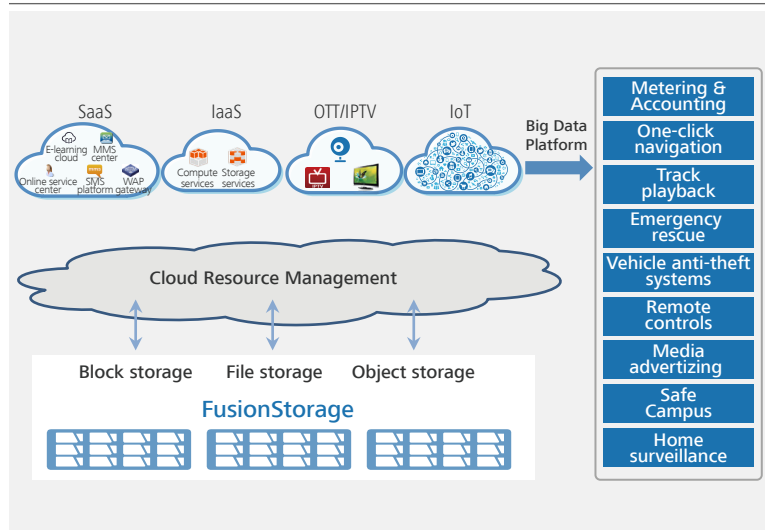 SaaS
IaaS
OTT/IPTV
IoT
E-learning
cloud
MMS
center
Online service
center
SMS
platform
WAP
gateway
Compute
services
Storage
services
IPTV
Big Data
Platform
Metering &
Accounting
One-click
navigation
Track
playback
Emergency
rescue
Vehicle anti-theft
systems
Remote
controls
Media
advertizing
Safe
Campus
Home
surveillance
Cloud Resource Management
Block storage
File storage
Object storage
FusionStorage